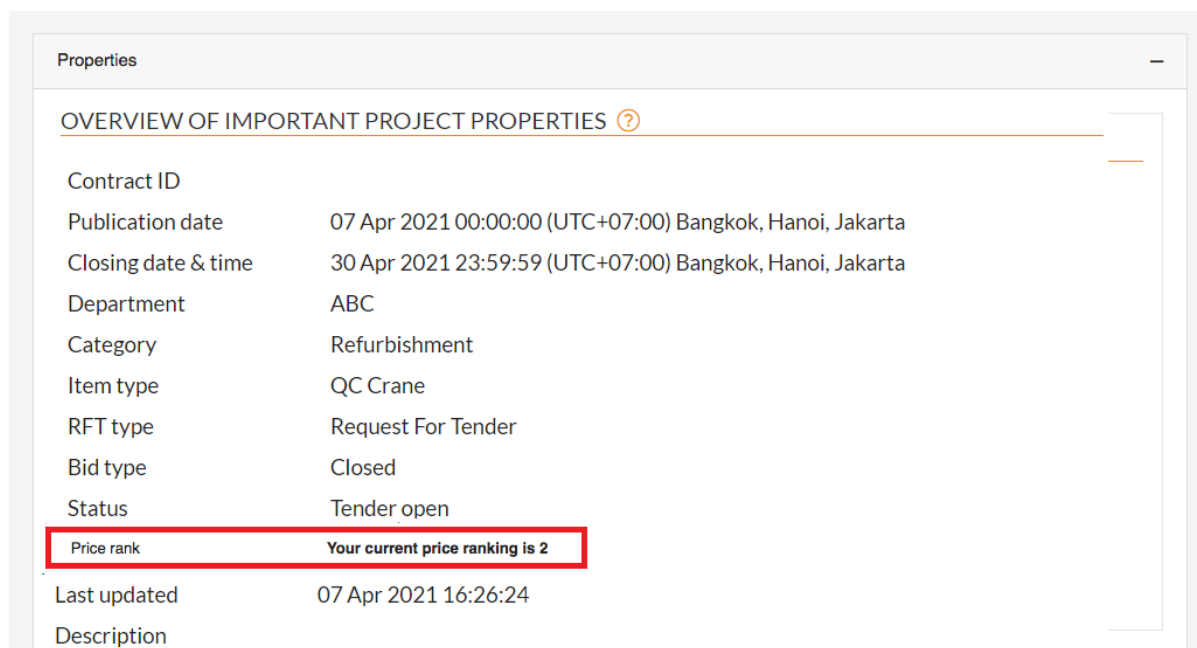 Properties
OVERVIEW OF IMPORTANT PROJECT PROPERTIES ?
Contract ID
Publication date 07 Apr 2021 00:00:00 (UTC+07:00) Bangkok, Hanoi, Jakarta
Closing date & time 30 Apr 2021 23:59:59 (UTC+07:00) Bangkok, Hanoi, Jakarta
Department ABC
Category Refurbishment
Item type QC Crane
RFT type Request For Tender
Bid type Closed
Status Tender open
Price rank Your current price ranking is 2
Last updated 07 Apr 2021 16:26:24
Description